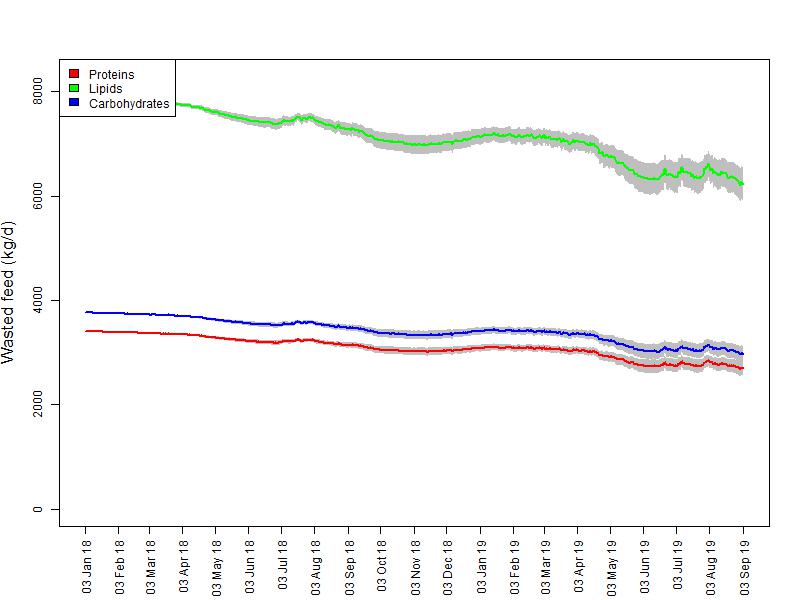 Proteins
Lipids
Carbohydrates
Wasted feed (kg/d)
8000
6000
4000
2000
0
03 Jan 18
03 Feb 18
03 Mar 18
03 Apr 18
03 May 18
03 Jun 18
03 Jul 18
03 Aug 18
03 Sep 18
03 Oct 18
03 Nov 18
03 Dec 18
03 Jan 19
03 Feb 19
03 Mar 19
03 Apr 19
03 May 19
03 Jun 19
03 Jul 19
03 Aug 19
03 Sep 19